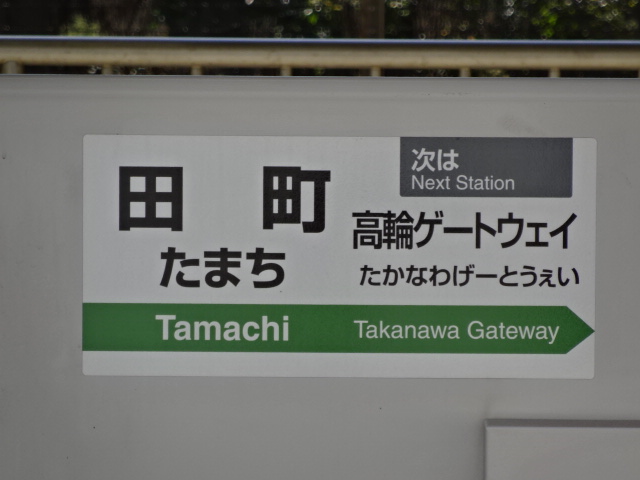 田町
たまち
Tamachi
次は
Next Station
高輪ゲートウェイ
たかなわげーとうぇい
Takanawa Gateway